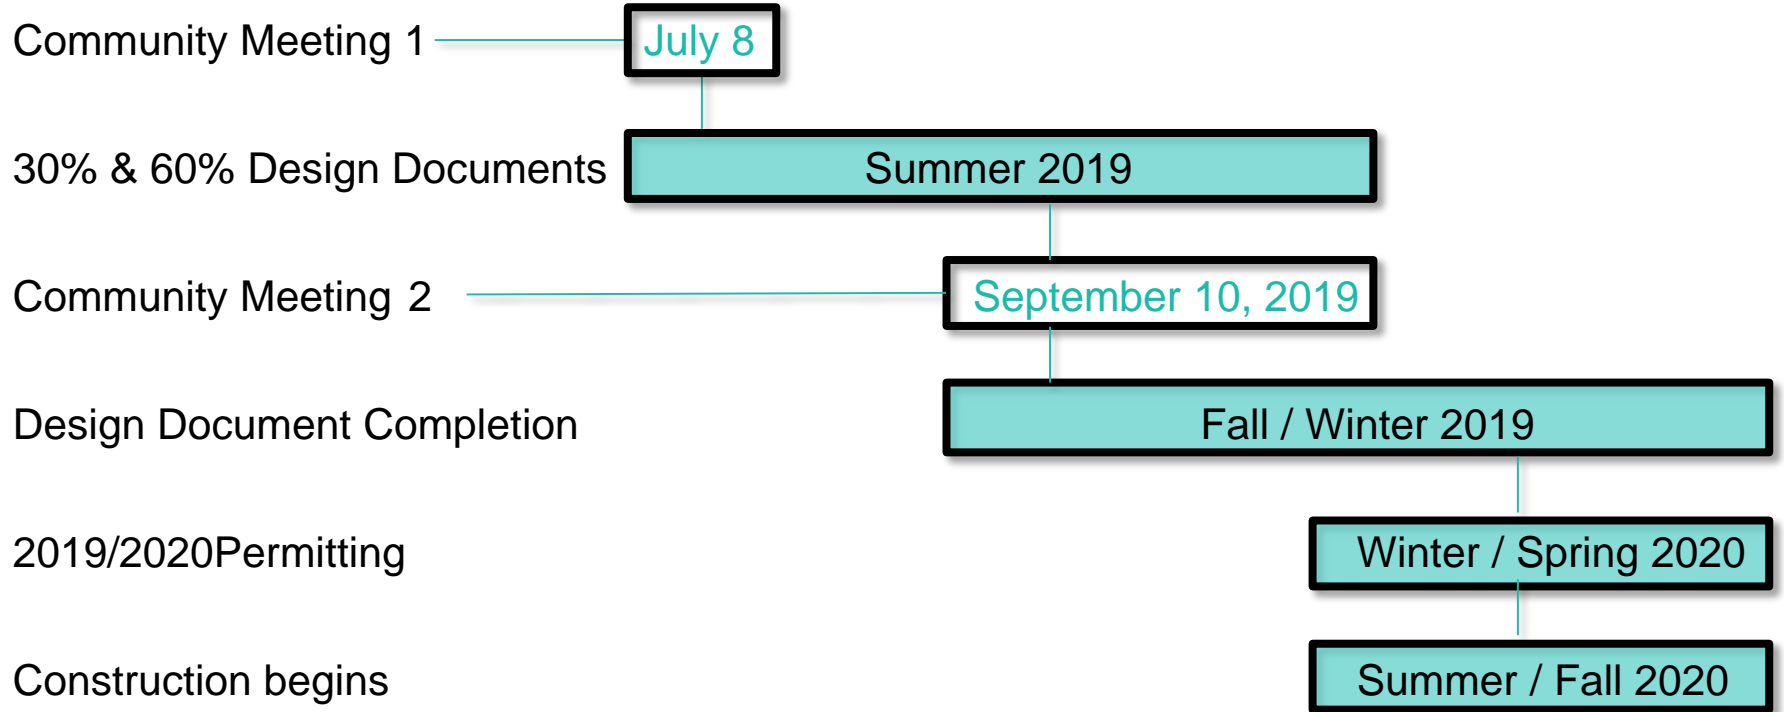 Community Meeting 1 July 8
30% & 60% Design Documents Summer 2019
Community Meeting 2 September 10, 2019
Design Document Completion Fall / Winter 2019
2019/2020Permitting Winter / Spring 2020
Construction begins Summer / Fall 2020